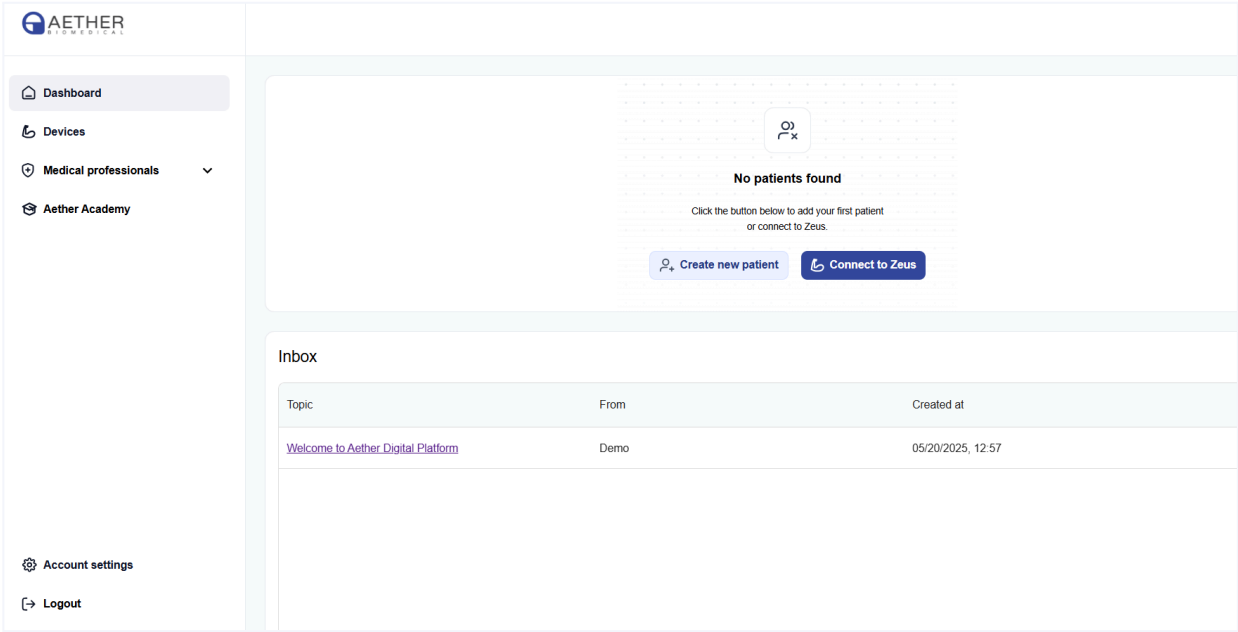 AETHER
BIOMEDICAL
Dashboard
Devices
Medical professionals
Aether Academy
Account settings
Logout
No patients found
Click the button below to add your first patient
or connect to Zeus.
Create new patient
Connect to Zeus
Inbox
Topic From Created at
Welcome to Aether Digital Platform Demo 05/20/2025, 12:57